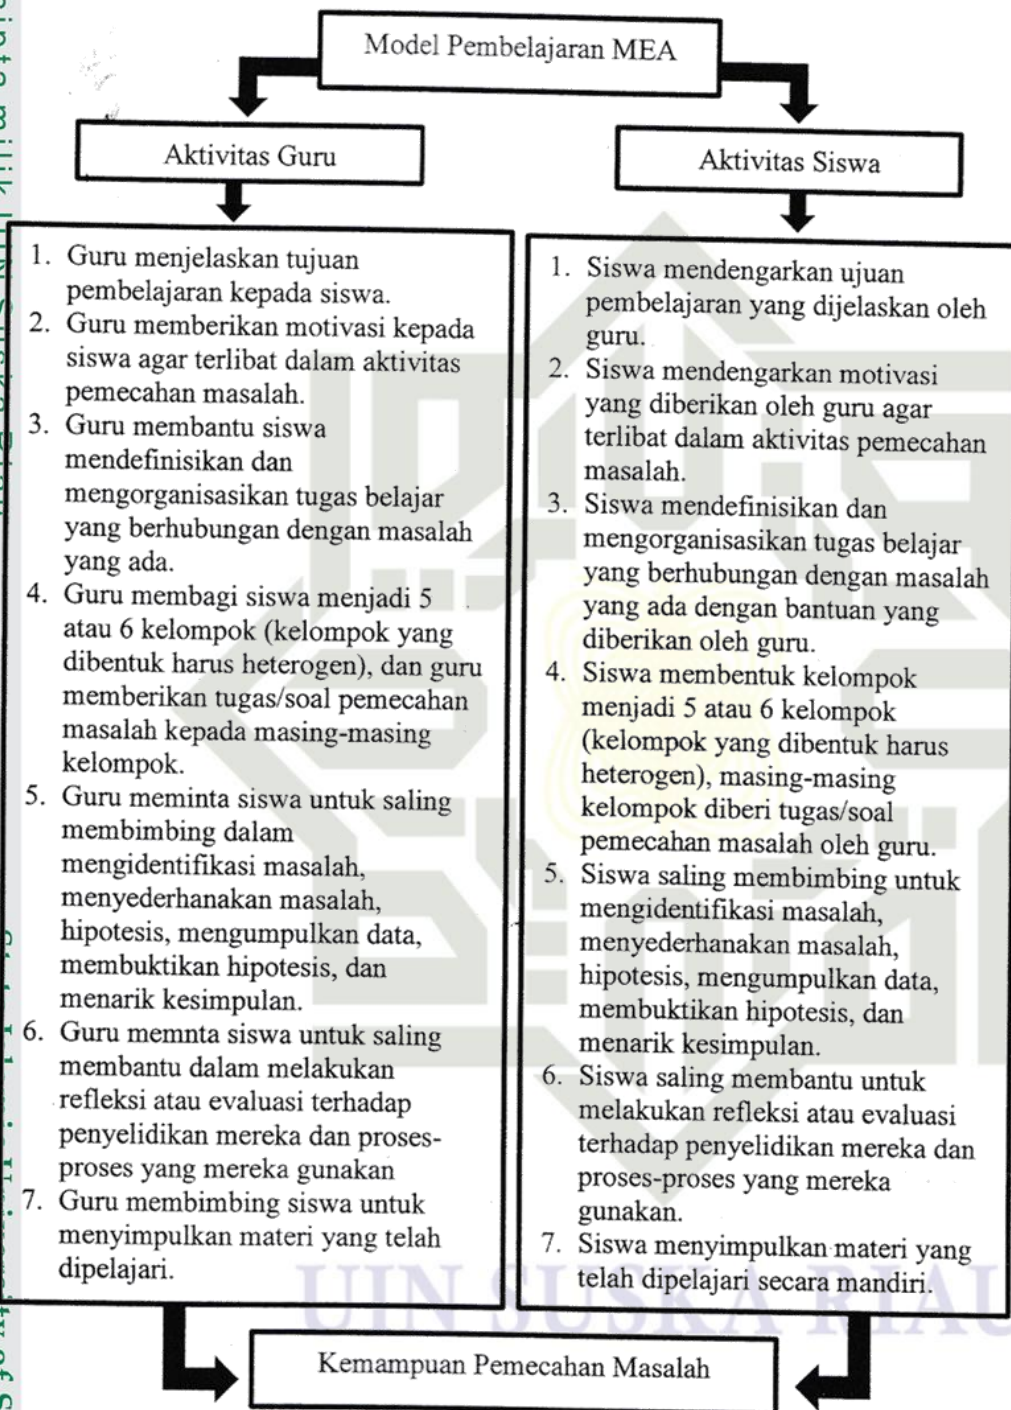 Model Pembelajaran MEA
Aktivitas Guru
Aktivitas Siswa
1. Guru menjelaskan tujuan
pembelajaran kepada siswa.
2. Guru memberikan motivasi kepada
siswa agar terlibat dalam aktivitas
pemecahan masalah.
3. Guru membantu siswa
mendefinisikan dan
mengorganisasikan tugas belajar
yang berhubungan dengan masalah
yang ada.
4. Guru membagi siswa menjadi 5
atau 6 kelompok (kelompok yang
dibentuk harus heterogen), dan guru
memberikan tugas/soal pemecahan
masalah kepada masing-masing
kelompok.
5. Guru meminta siswa untuk saling
membimbing dalam
mengidentifikasi masalah,
menyederhanakan masalah,
hipotesis, mengumpulkan data,
membuktikan hipotesis, dan
menarik kesimpulan.
6. Guru memnta siswa untuk saling
membantu dalam melakukan
refleksi atau evaluasi terhadap
penyelidikan mereka dan proses-
proses yang mereka gunakan
7. Guru membimbing siswa untuk
menyimpulkan materi yang telah
dipelajari.
1. Siswa mendengarkan ujuan
pembelajaran yang dijelaskan oleh
guru.
2. Siswa mendengarkan motivasi
yang diberikan oleh guru agar
terlibat dalam aktivitas pemecahan
masalah.
3. Siswa mendefinisikan dan
mengorganisasikan tugas belajar
yang berhubungan dengan masalah
yang ada dengan bantuan yang
diberikan oleh guru.
4. Siswa membentuk kelompok
menjadi 5 atau 6 kelompok
(kelompok yang dibentuk harus
heterogen), masing-masing
kelompok diberi tugas/soal
pemecahan masalah oleh guru.
5. Siswa saling membimbing untuk
mengidentifikasi masalah,
menyederhanakan masalah,
hipotesis, mengumpulkan data,
membuktikan hipotesis, dan
menarik kesimpulan.
6. Siswa saling membantu untuk
melakukan refleksi atau evaluasi
terhadap penyelidikan mereka dan
proses-proses yang mereka
gunakan.
7. Siswa menyimpulkan materi yang
telah dipelajari secara mandiri.
UIN SUSKA RIAU
Kemampuan Pemecahan Masalah
milik UIN Suska